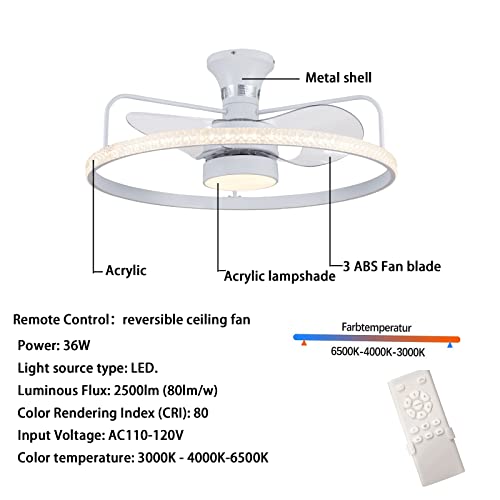 Metal shell
Acrylic
Acrylic lampshade
3 ABS Fan blade
Remote Control：reversible ceiling fan
Power: 36W
Light source type: LED.
Luminous Flux: 2500lm (80lm/w)
Color Rendering Index (CRI): 80
Input Voltage: AC110-120V
Color temperature: 3000K - 4000K-6500K
Farbtemperatur
6500K-4000K-3000K